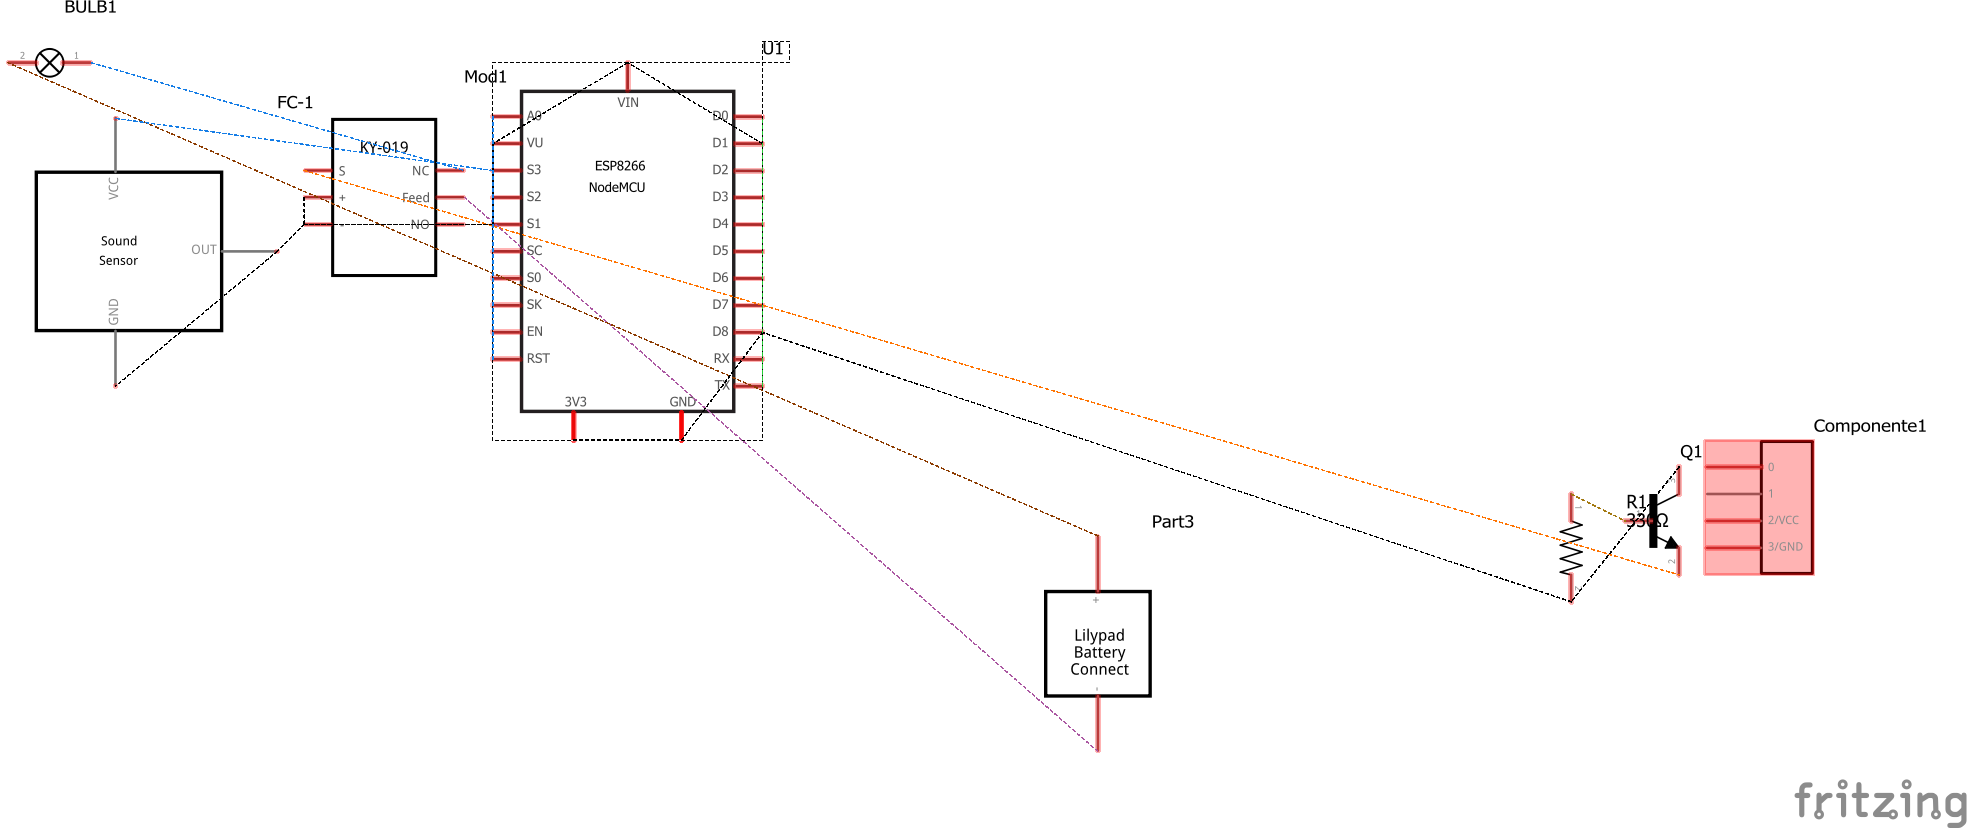 BULB1
2
1
FC-1
Mod1
U1
VIN
KY-019
S
+
-
NC
Feed
NO
VCC
Sound
Sensor
OUT
GND
ESP8266
NodeMCU
A0
VU
S3
S2
S1
SC
S0
SK
EN
RST
D0
D1
D2
D3
D4
D5
D6
D7
D8
RX
TX
3V3
GND
Part3
+
Lilypad
Battery
Connect
-
Componente1
Q1
R1
330Ω
1
2
2
0
1
2/VCC
3/GND
fritzing